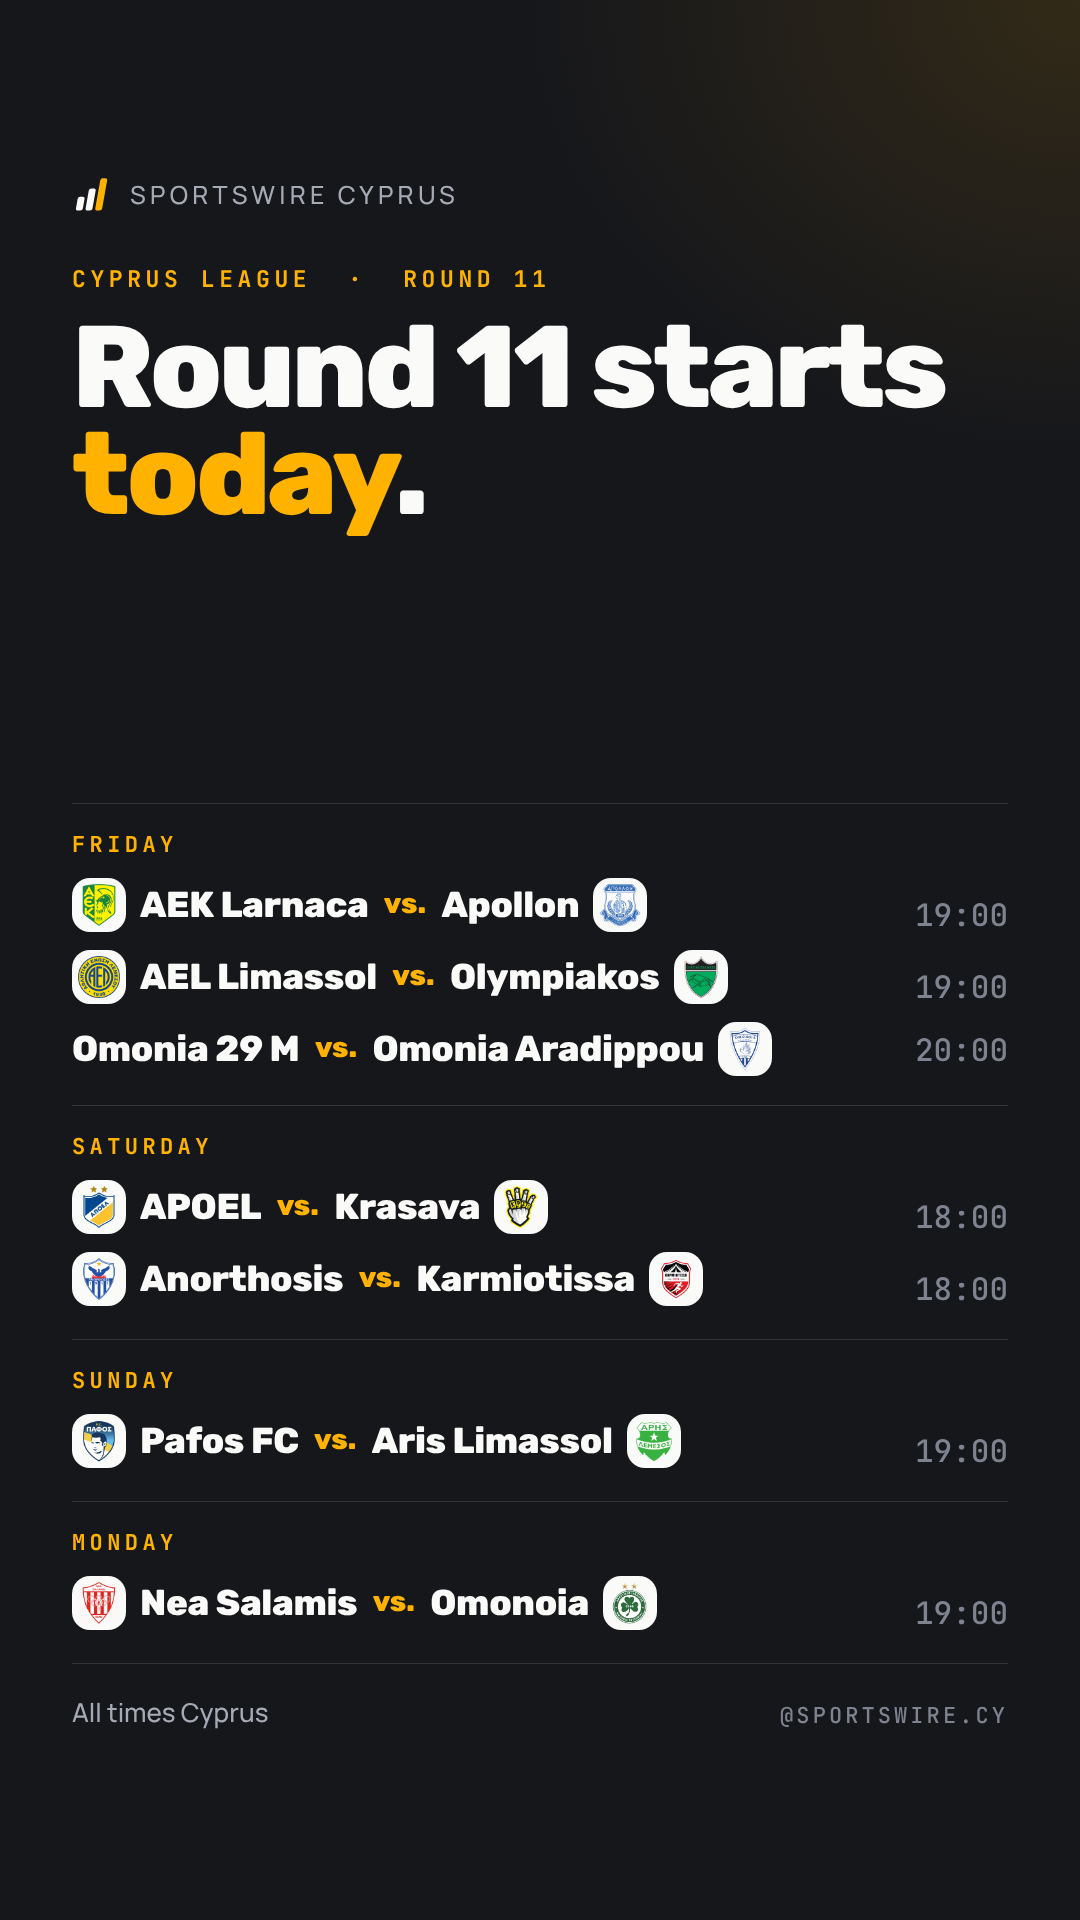 SPORTSWIRE CYPRUS
CYPRUS LEAGUE · ROUND 11
Round 11 starts
today.
FRIDAY
AEK Larnaca vs. Apollon 19:00
AEL Limassol vs. Olympiakos 19:00
Omonia 29 M vs. Omonia Aradippou 20:00
SATURDAY
APOEL vs. Krasava 18:00
Anorthosis vs. Karmiotissa 18:00
SUNDAY
Pafos FC vs. Aris Limassol 19:00
MONDAY
Nea Salamis vs. Omonoia 19:00
All times Cyprus
@SPORTSWIRE.CY